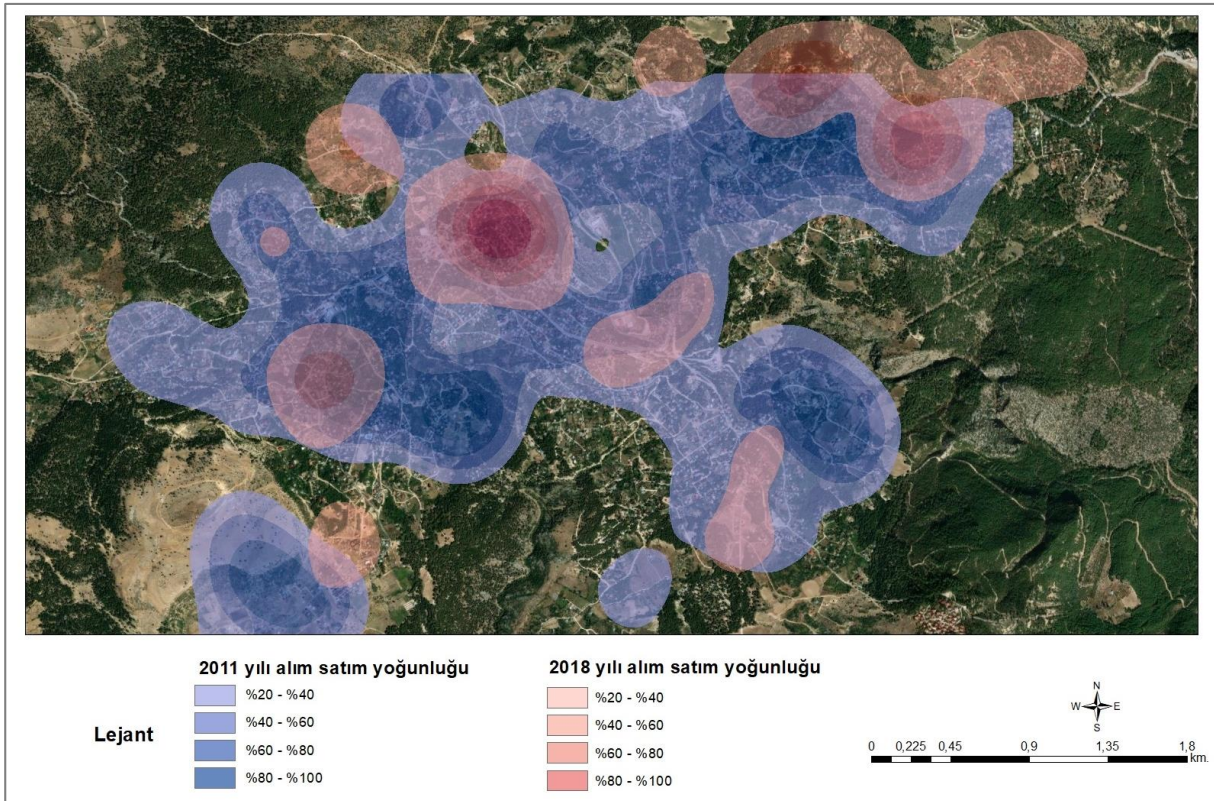 Lejant
2011 yılı alım satım yoğunluğu
%20 - %40
%40 - %60
%60 - %80
%80 - %100
2018 yılı alım satım yoğunluğu
%20 - %40
%40 - %60
%60 - %80
%80 - %100
N
W E
S
0 0,225 0,45 0,9 1,35 1,8
km.